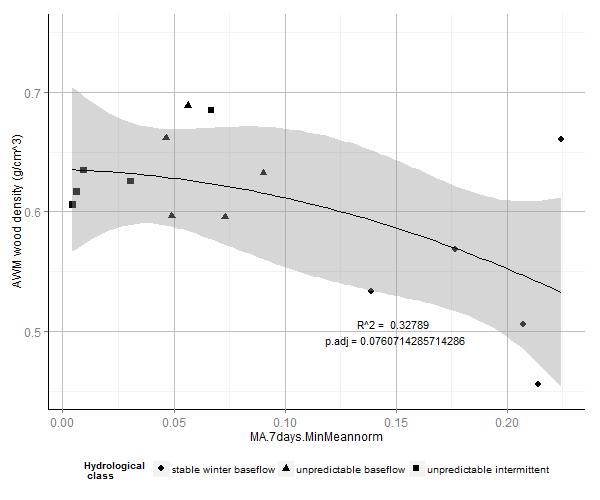 0.7
0.6
0.5
AWM wood density (g/cm^3)
R^2 = 0.32789
p.adj = 0.0760714285714286
0.00 0.05 0.10 0.15 0.20
MA.7days.MinMeannorm
Hydrological
class
stable winter baseflow unpredictable baseflow unpredictable intermittent